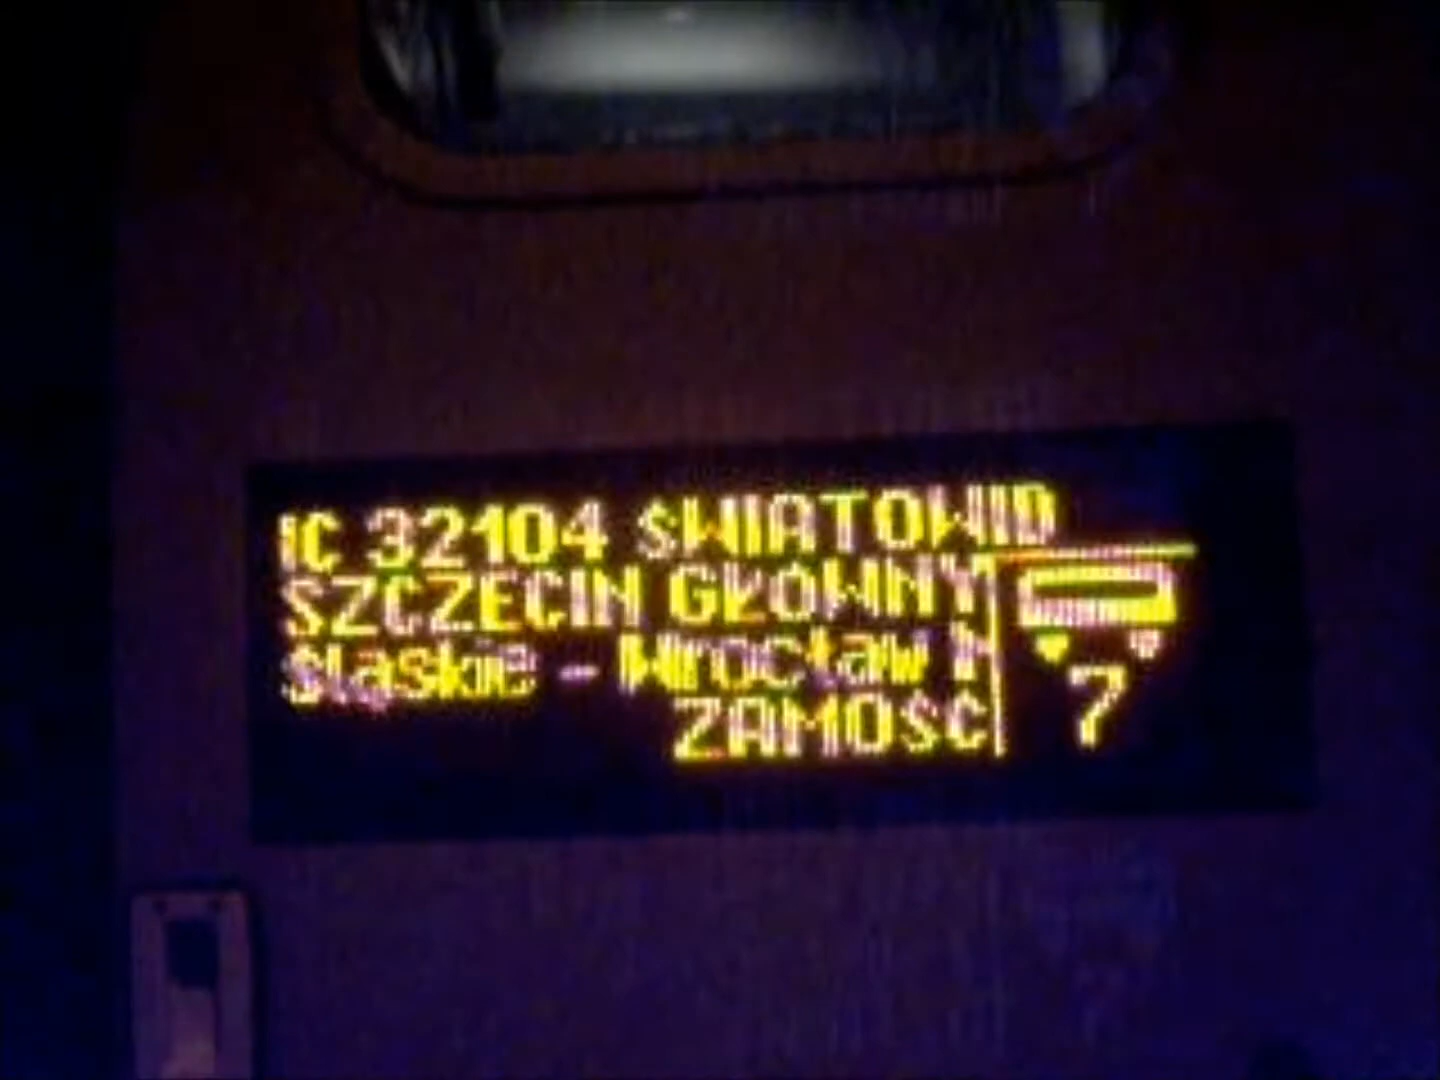 IC 32104 ŚWIATOWID
SZCZECIN GŁÓWNY
Śląskie - Wrocław
ZAMOŚĆ
7